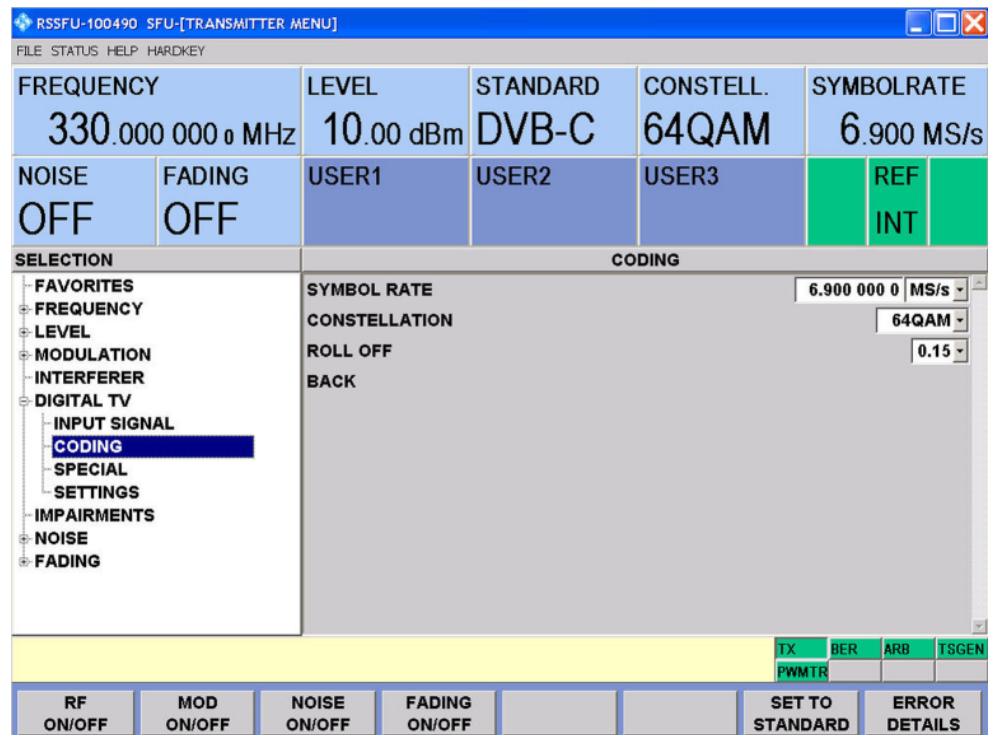 RSSFU-100490 SFU-[TRANSMITTER MENU]
FILE STATUS HELP HARDKEY
FREQUENCY LEVEL STANDARD CONSTELL. SYMBOLRATE
330.000 000 0 MHz 10.00 dBm DVB-C 64QAM 6.900 MS/s
NOISE FADING USER1 USER2 USER3 REF
OFF OFF INT
SELECTION CODING
FAVORITES
FREQUENCY
LEVEL
MODULATION
INTERFERER
DIGITAL TV
INPUT SIGNAL
CODING
SPECIAL
SETTINGS
IMPAIRMENTS
NOISE
FADING
SYMBOL RATE 6.900 000 0 MS/s
CONSTELLATION 64QAM
ROLL OFF 0.15
BACK
TX BER ARB TSGEN
PWMTR
RF ON/OFF MOD ON/OFF NOISE ON/OFF FADING ON/OFF SET TO STANDARD ERROR DETAILS